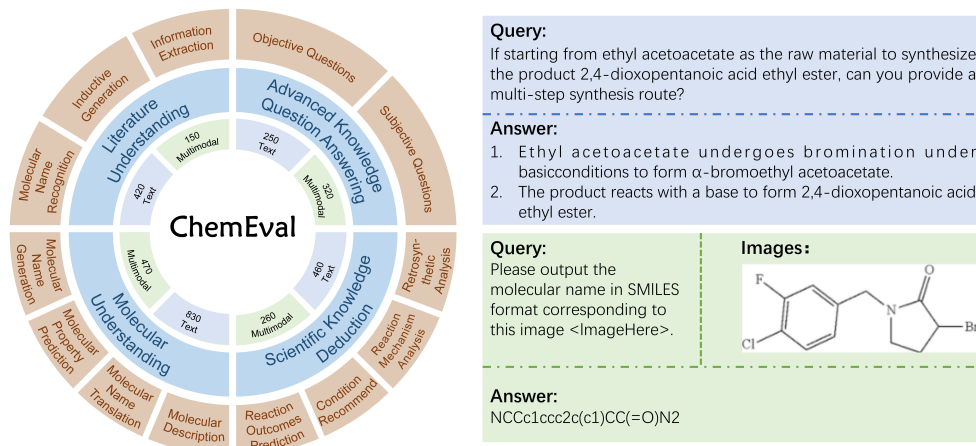 Information
Extraction
Objective Questions
Inductive
Generation
Subjective Questions
Molecular
Name
Recognition
Literature
Understanding
Advanced Knowledge
Question Answering
150
Multimodal
250
Text
420
Text
320
Multimodal
ChemEval
470
Multimodal
460
Text
830
Text
260
Multimodal
Molecular
Understanding
Scientific Knowledge
Deduction
Molecular
Name
Generation
Molecular
Property
Prediction
Molecular
Name
Translation
Molecular
Description
Reaction
Outcomes
Prediction
Condition
Recommend
Reaction
Mechanism
Analysis
Retrosyn-
thetic
Analysis
Query:
If starting from ethyl acetoacetate as the raw material to synthesize
the product 2,4-dioxopentanoic acid ethyl ester, can you provide a
multi-step synthesis route?
Answer:
1. Ethyl acetoacetate undergoes bromination under
basicconditions to form α-bromoethyl acetoacetate.
2. The product reacts with a base to form 2,4-dioxopentanoic acid
ethyl ester.
Query:
Please output the
molecular name in SMILES
format corresponding to
this image <ImageHere>.
Images:
F
O
N
Cl
Br
Answer:
NCCc1ccc2c(c1)CC(=O)N2